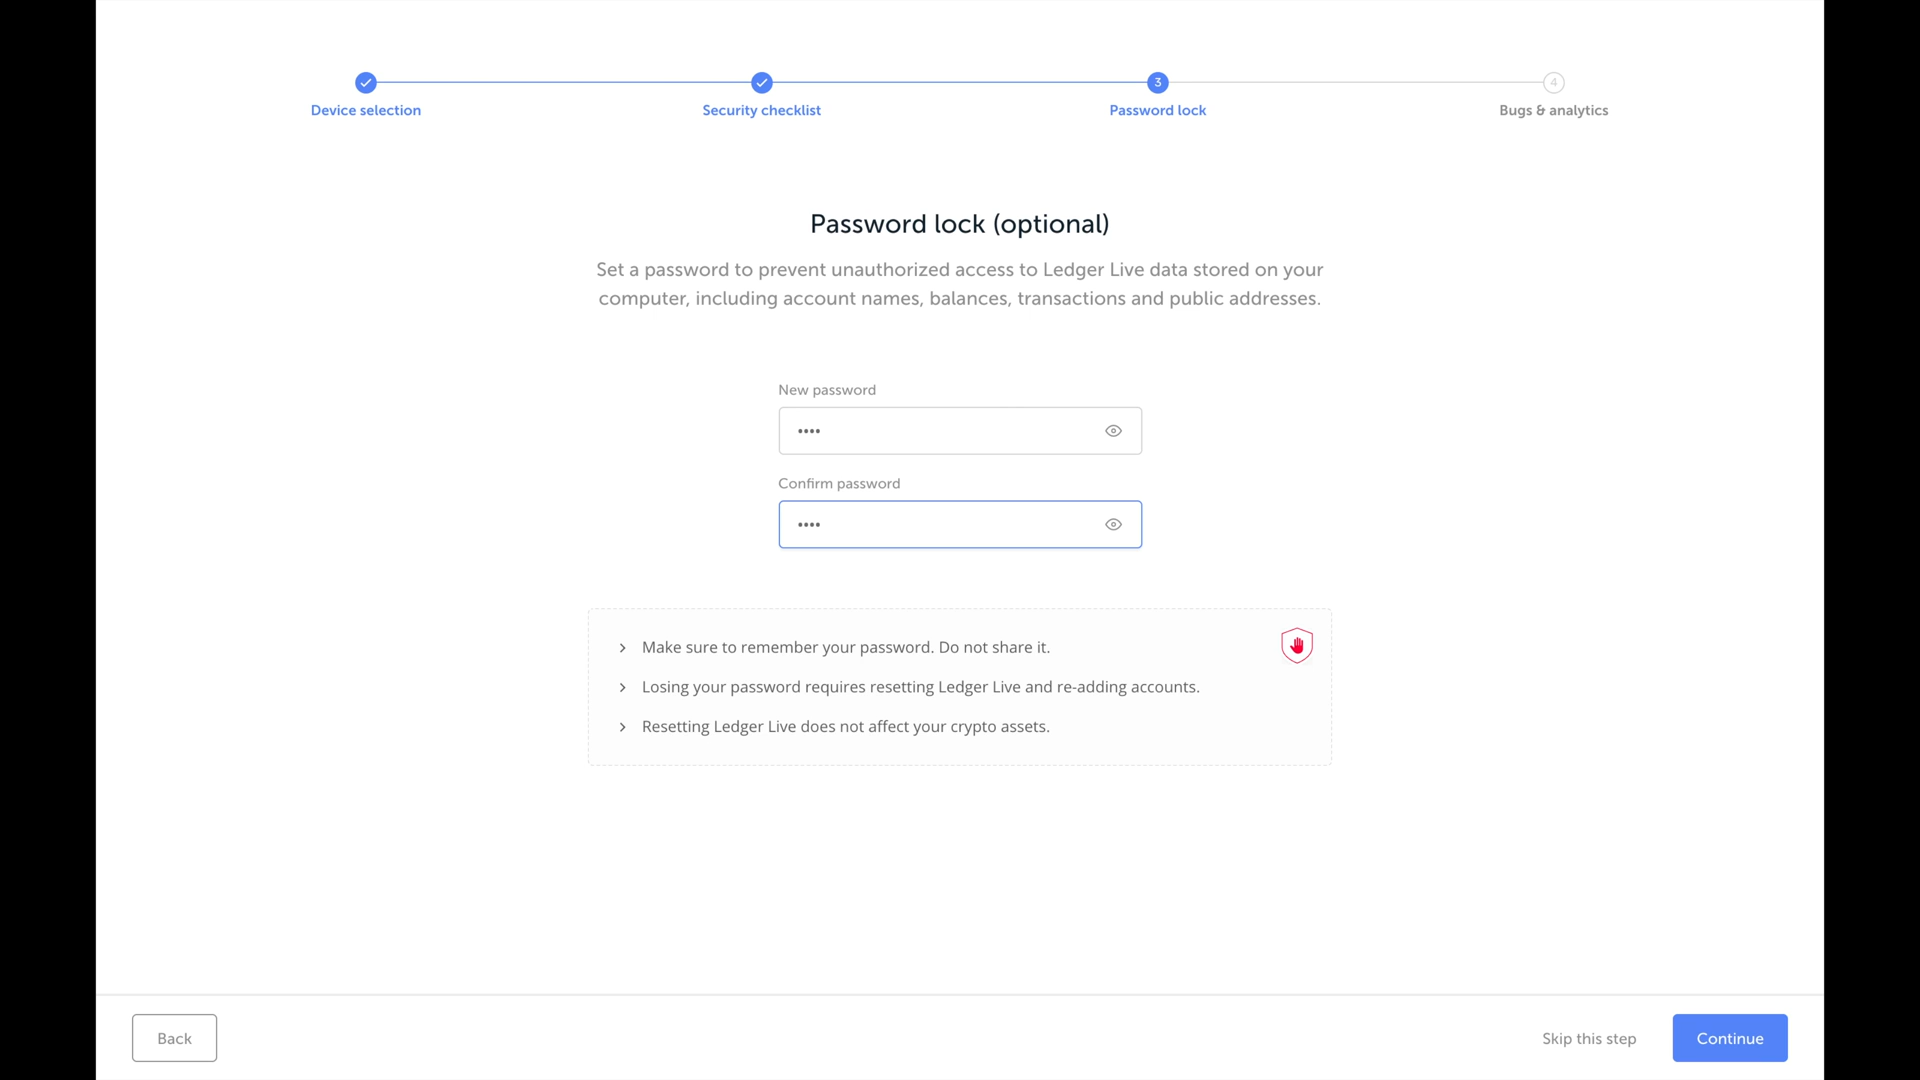 3
4
Device selection
Security checklist
Password lock
Bugs & analytics
Password lock (optional)
Set a password to prevent unauthorized access to Ledger Live data stored on your
computer, including account names, balances, transactions and public addresses.
New password
••••
Confirm password
••••
Make sure to remember your password. Do not share it.
Losing your password requires resetting Ledger Live and re-adding accounts.
Resetting Ledger Live does not affect your crypto assets.
Back
Skip this step
Continue